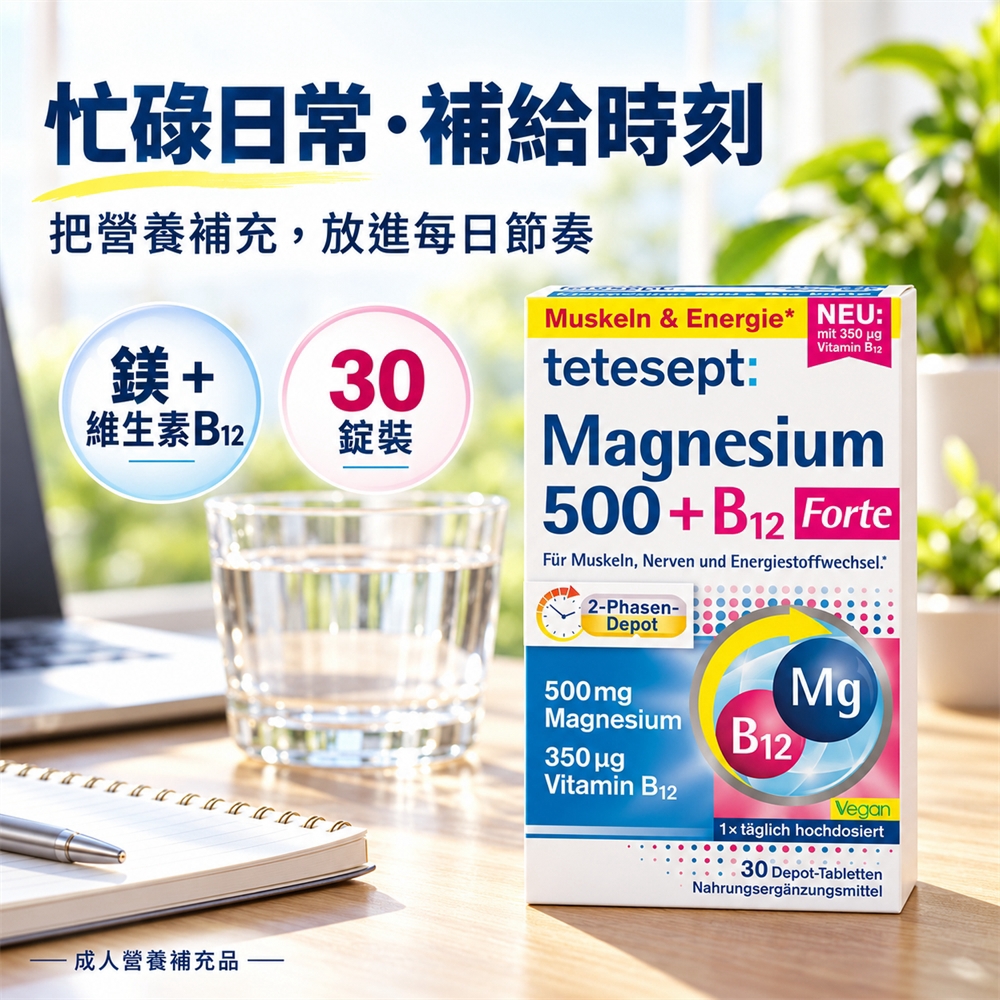 忙碌日常·補給時刻
把營養補充，放進每日節奏
鎂+
維生素B₁₂
30
錠裝
Muskeln & Energie*
NEU:
mit 350 µg
Vitamin B₁₂
tetesept:
Magnesium
500 + B₁₂ Forte
Für Muskeln, Nerven und Energiestoffwechsel.*
2-Phasen-
Depot
500 mg
Magnesium
350 µg
Vitamin B₁₂
Mg
B₁₂
Vegan
1x täglich hochdosiert
30 Depot-Tabletten
Nahrungsergänzungsmittel
成人營養補充品